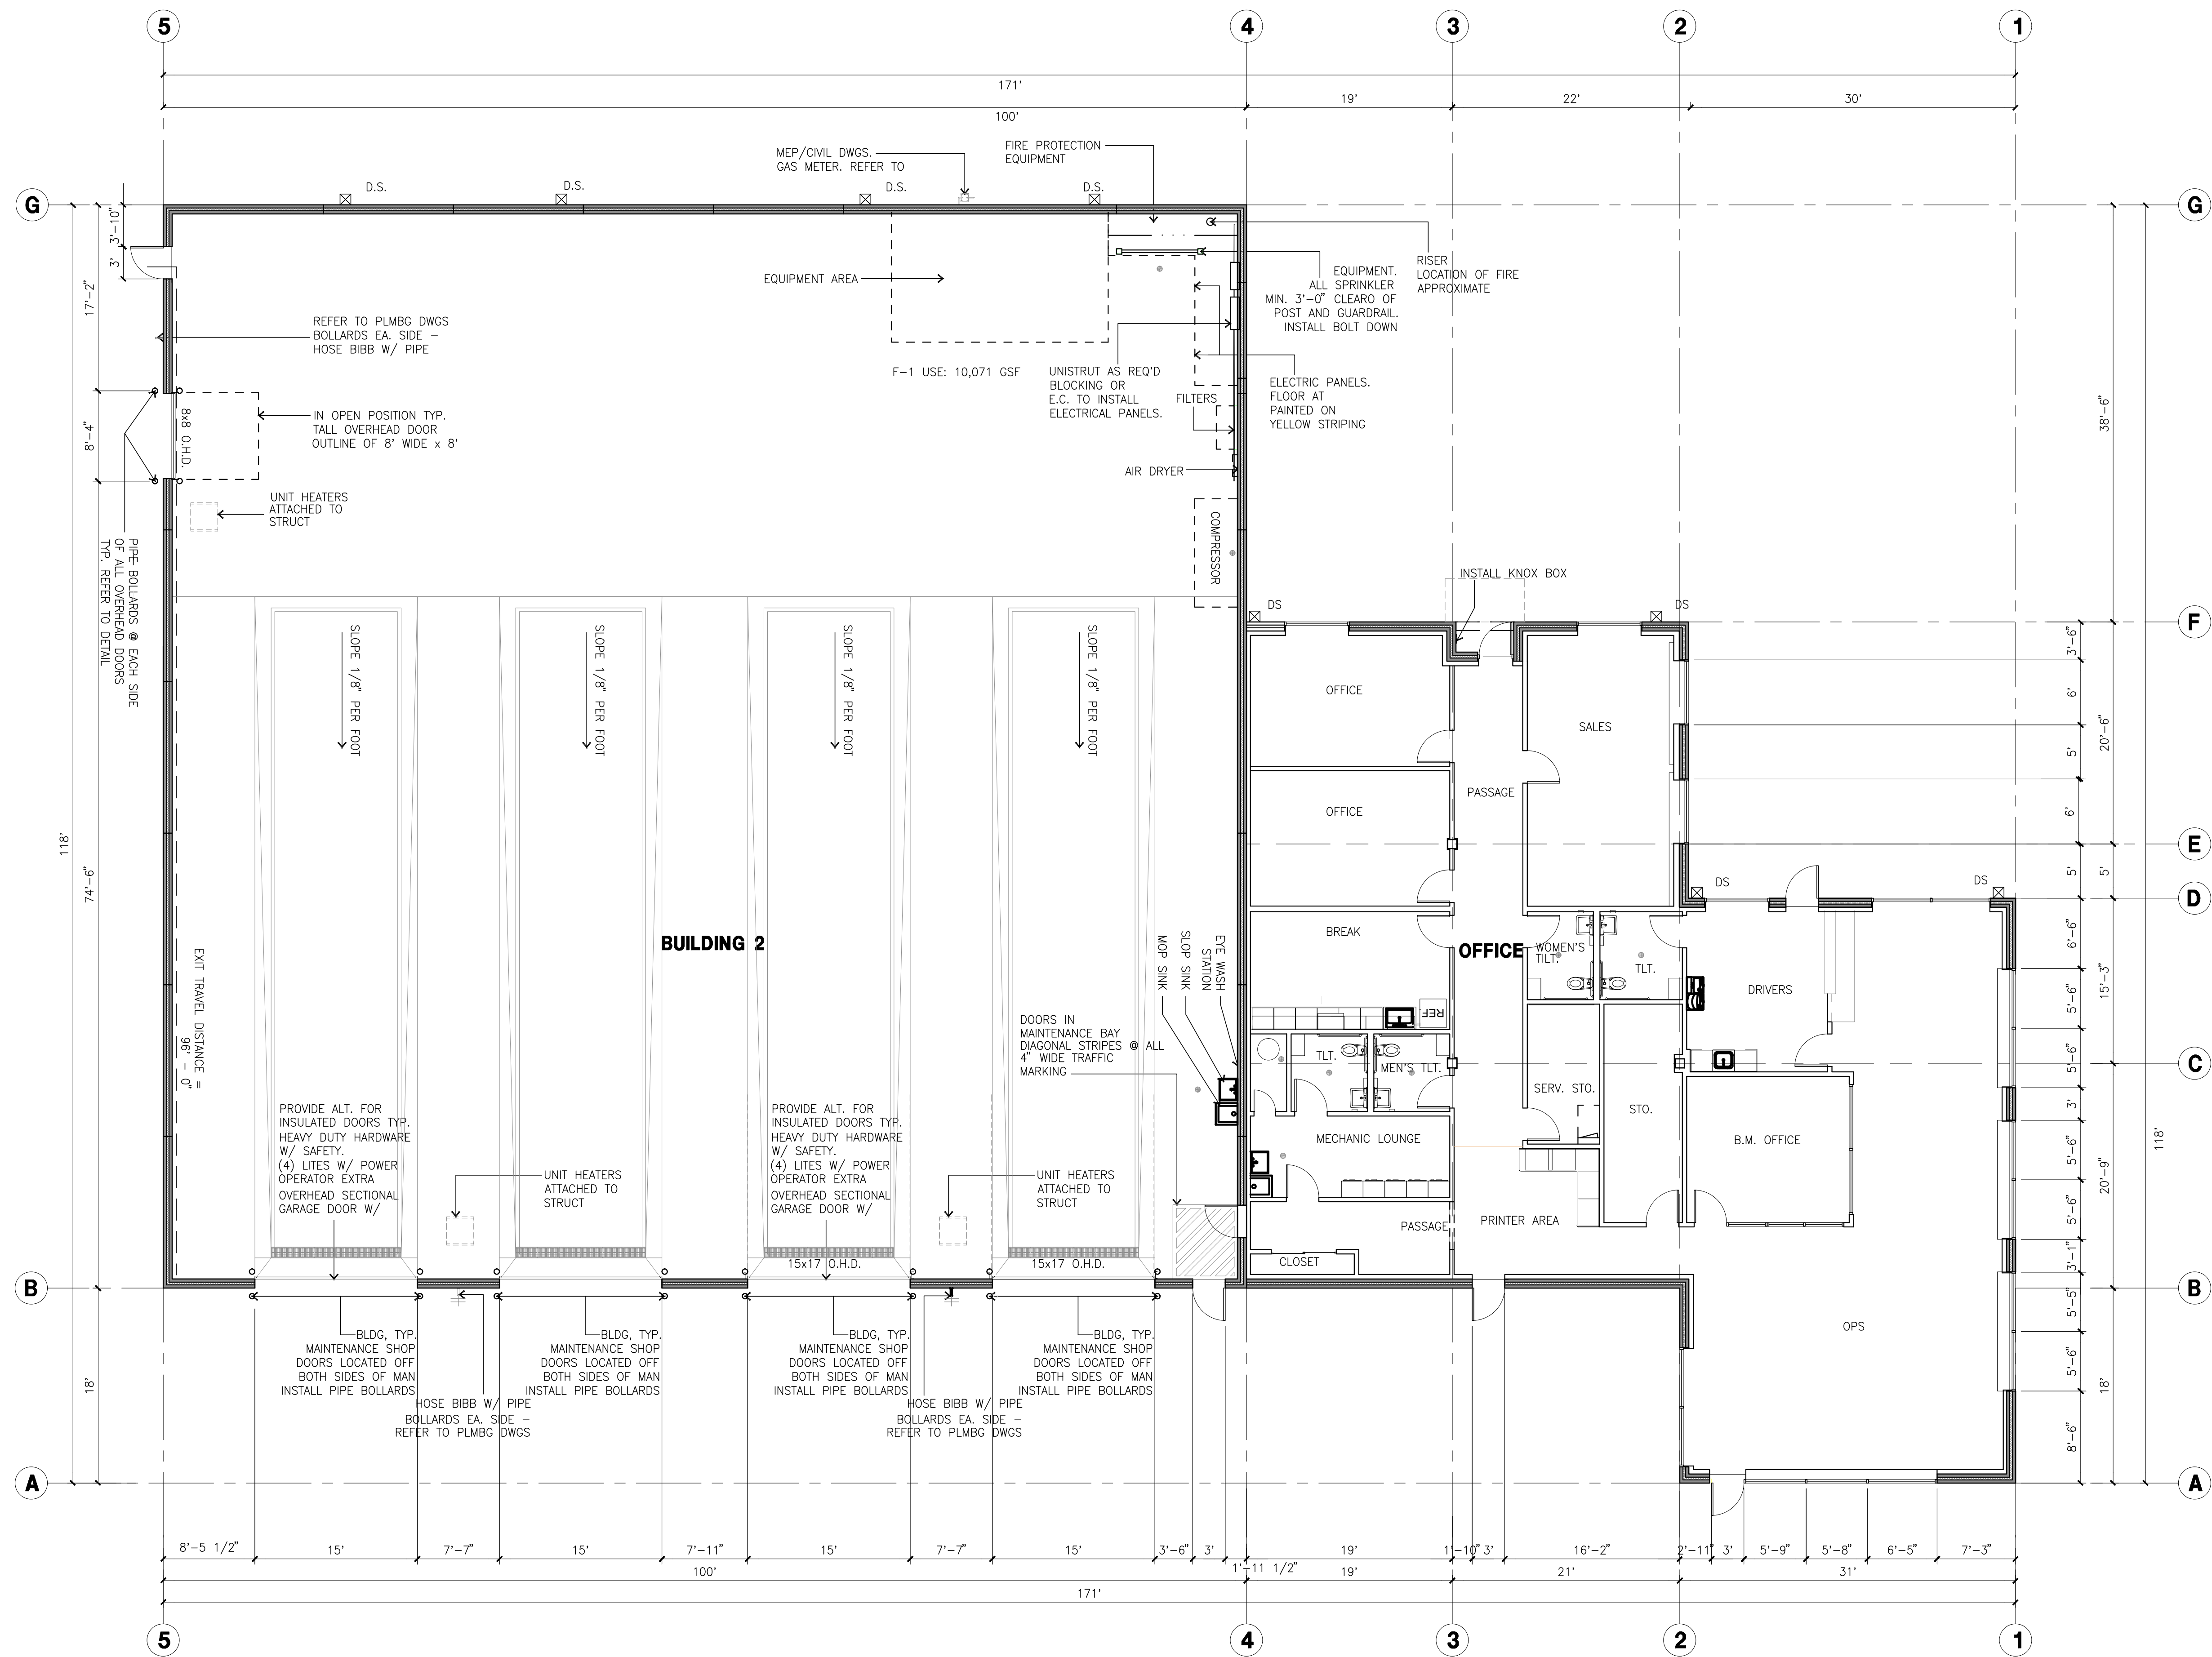 5
4
3
2
1
171'
100'
19'
22'
30'
MEP/CIVIL DWGS.
GAS METER. REFER TO
FIRE PROTECTION
EQUIPMENT
D.S.
D.S.
D.S.
D.S.
G
G
3'-10"
3'
17'-2"
8'-4"
118'
74'-6"
18'
EQUIPMENT AREA
EQUIPMENT.
ALL SPRINKLER
MIN. 3'-0" CLEARO OF
POST AND GUARDRAIL.
INSTALL BOLT DOWN
RISER
LOCATION OF FIRE
APPROXIMATE
REFER TO PLMBG DWGS
BOLLARDS EA. SIDE -
HOSE BIBB W/ PIPE
F-1 USE: 10,071 GSF
UNISTRUT AS REQ'D
BLOCKING OR
E.C. TO INSTALL
ELECTRICAL PANELS.
FILTERS
ELECTRIC PANELS.
FLOOR AT
PAINTED ON
YELLOW STRIPING
8x8 O.H.D.
IN OPEN POSITION TYP.
TALL OVERHEAD DOOR
OUTLINE OF 8' WIDE x 8'
AIR DRYER
UNIT HEATERS
ATTACHED TO
STRUCT
COMPRESSOR
PIPE BOLLARDS @ EACH SIDE
OF ALL OVERHEAD DOORS
TYP. REFER TO DETAIL
INSTALL KNOX BOX
DS
DS
F
SLOPE 1/8" PER FOOT
SLOPE 1/8" PER FOOT
SLOPE 1/8" PER FOOT
SLOPE 1/8" PER FOOT
OFFICE
SALES
PASSAGE
OFFICE
E
DS
DS
D
BUILDING 2
BREAK
OFFICE
WOMEN'S
TILT.
TLT.
DRIVERS
REF
EXIT TRAVEL DISTANCE =
96' - 0"
MOP SINK
SLOP SINK
EYE WASH
STATION
DOORS IN
MAINTENANCE BAY
DIAGONAL STRIPES @ ALL
4" WIDE TRAFFIC
MARKING
TLT.
MEN'S TLT.
SERV. STO.
STO.
C
MECHANIC LOUNGE
B.M. OFFICE
PROVIDE ALT. FOR
INSULATED DOORS TYP.
HEAVY DUTY HARDWARE
W/ SAFETY.
(4) LITES W/ POWER
OPERATOR EXTRA
OVERHEAD SECTIONAL
GARAGE DOOR W/
UNIT HEATERS
ATTACHED TO
STRUCT
PROVIDE ALT. FOR
INSULATED DOORS TYP.
HEAVY DUTY HARDWARE
W/ SAFETY.
(4) LITES W/ POWER
OPERATOR EXTRA
OVERHEAD SECTIONAL
GARAGE DOOR W/
UNIT HEATERS
ATTACHED TO
STRUCT
PASSAGE
PRINTER AREA
CLOSET
15x17 O.H.D.
15x17 O.H.D.
B
B
OPS
BLDG, TYP.
MAINTENANCE SHOP
DOORS LOCATED OFF
BOTH SIDES OF MAN
INSTALL PIPE BOLLARDS
BLDG, TYP.
MAINTENANCE SHOP
DOORS LOCATED OFF
BOTH SIDES OF MAN
INSTALL PIPE BOLLARDS
BLDG, TYP.
MAINTENANCE SHOP
DOORS LOCATED OFF
BOTH SIDES OF MAN
INSTALL PIPE BOLLARDS
BLDG, TYP.
MAINTENANCE SHOP
DOORS LOCATED OFF
BOTH SIDES OF MAN
INSTALL PIPE BOLLARDS
HOSE BIBB W/ PIPE
BOLLARDS EA. SIDE -
REFER TO PLMBG DWGS
HOSE BIBB W/ PIPE
BOLLARDS EA. SIDE -
REFER TO PLMBG DWGS
38'-6"
3'-6"
6'
5'
6'
20'-6"
5'
5'
6'-6"
5'-6"
15'-3"
5'-6"
3'
5'-6"
5'-6"
20'-9"
118'
3'-1"
5'-5"
5'-6"
18'
8'-6"
A
A
8'-5 1/2"
15'
7'-7"
15'
7'-11"
15'
7'-7"
15'
3'-6"
3'
1'-11 1/2"
19'
1'-10"
3'
16'-2"
2'-11"
3'
5'-9"
5'-8"
6'-5"
7'-3"
100'
19'
21'
31'
171'
5
4
3
2
1